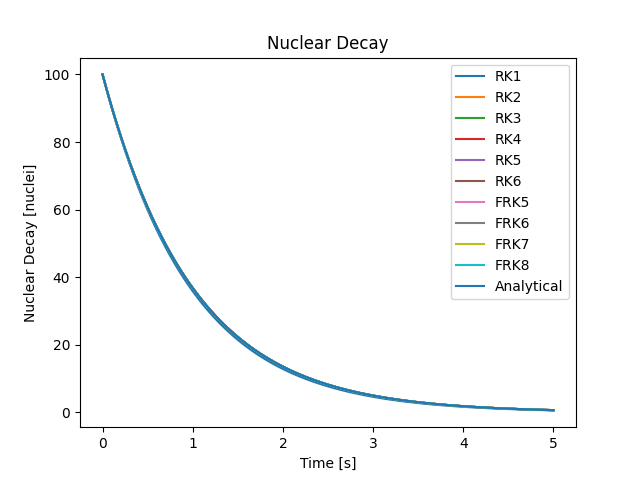 Nuclear Decay
100
80
60
40
20
0
Nuclear Decay [nuclei]
0 1 2 3 4 5
Time [s]
RK1
RK2
RK3
RK4
RK5
RK6
FRK5
FRK6
FRK7
FRK8
Analytical